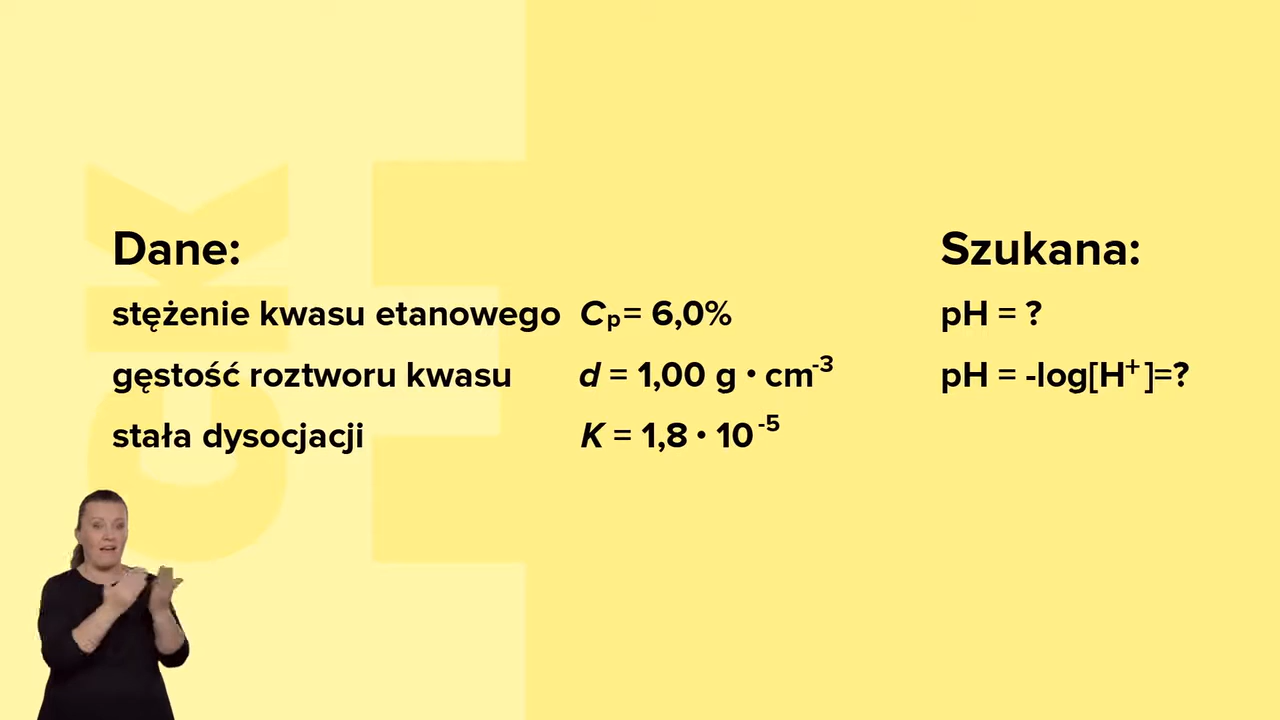 Dane:
Szukana:
stężenie kwasu etanowego Cₚ= 6,0%
pH = ?
gęstość roztworu kwasu d = 1,00 g • cm⁻³
pH = -log[H⁺]=?
stała dysocjacji K = 1,8 • 10⁻⁵